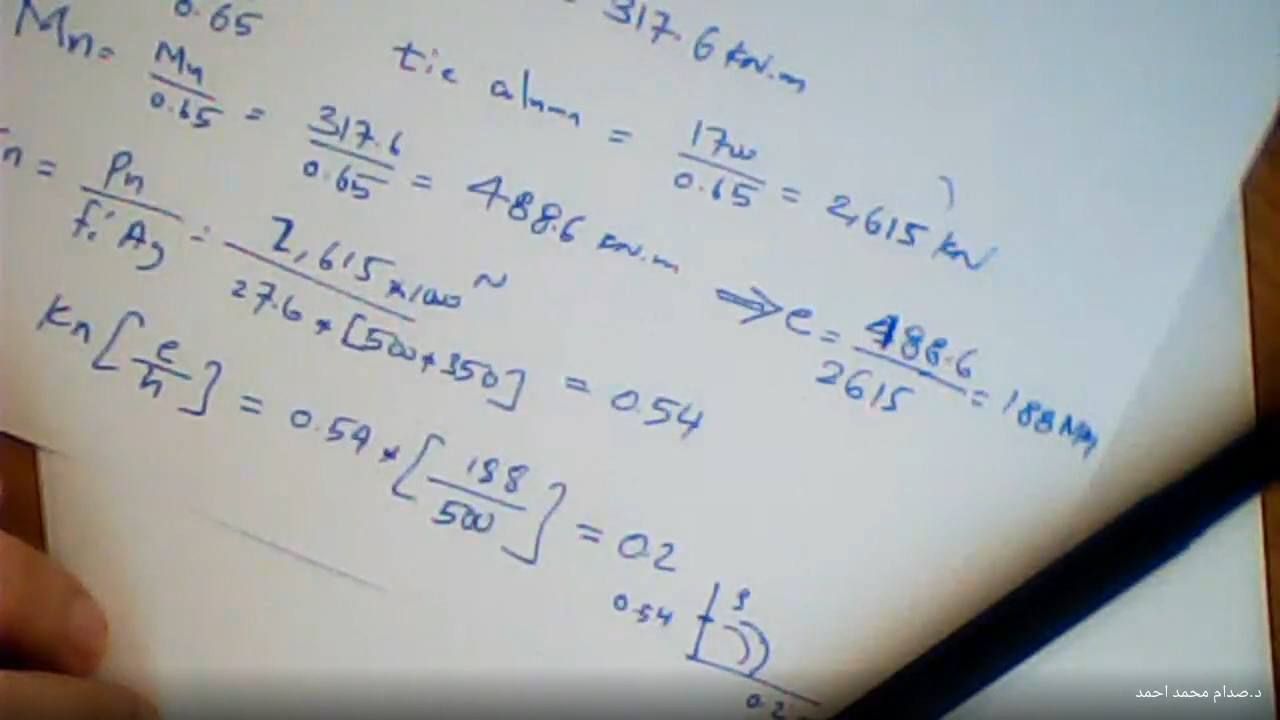 0.65
= 317.6 kN.m
tie column = 1700 / 0.65 = 2,615 kN
Mn = Mu / 0.65 = 317.6 / 0.65 = 488.6 kN.m ⇒ e = 488.6 / 2615 = 188 mm
n = Pn / fc' Ag = 2,615*1000 N / 27.6 * [500*350] = 0.54
Kn [e/h] = 0.54 * [188/500] = 0.2
0.54
0.2
د.صدام محمد احمد